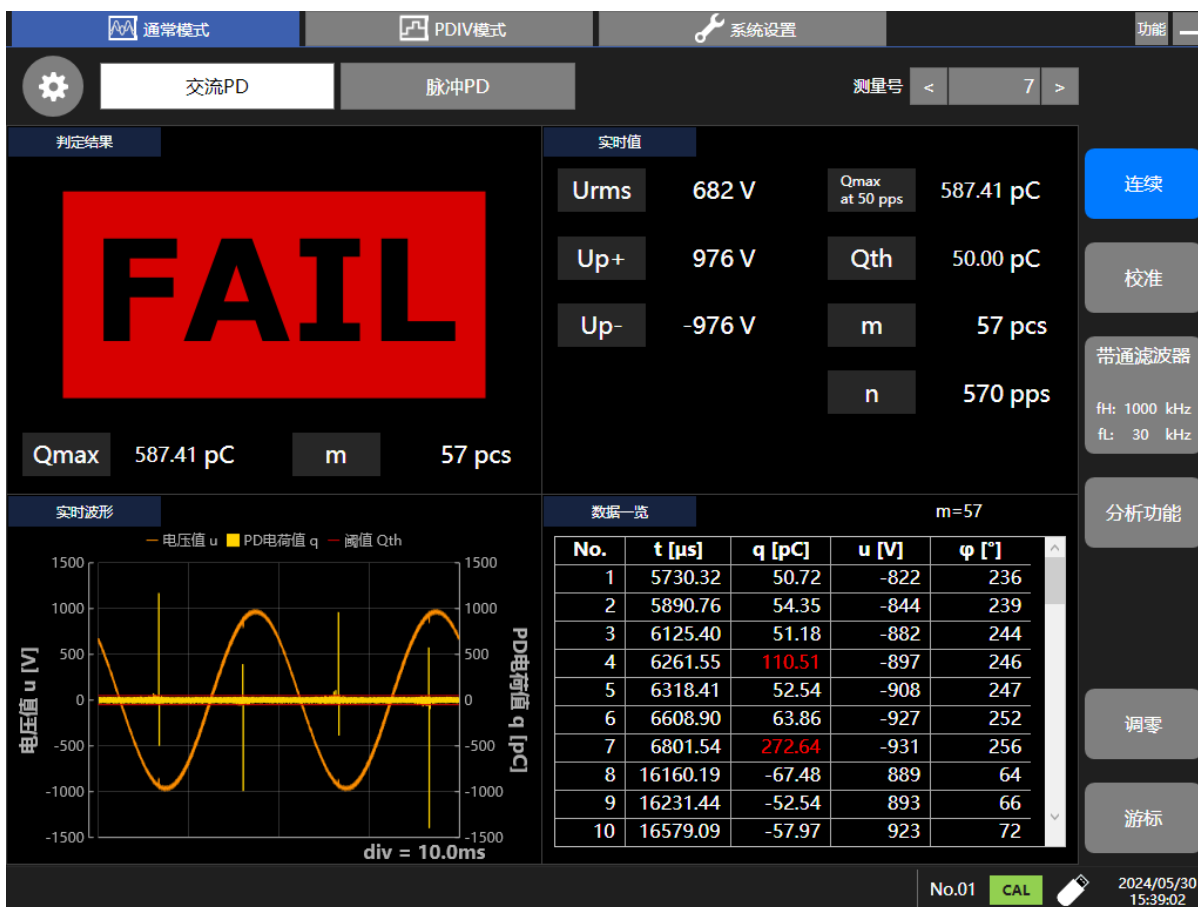 通常模式
PDIV模式
系统设置
功能
交流PD
脉冲PD
测量号 < 7 >
判定结果
FAIL
Qmax 587.41 pC m 57 pcs
实时值
Urms 682 V Qmax at 50 pps 587.41 pC
Up+ 976 V Qth 50.00 pC
Up- -976 V m 57 pcs
n 570 pps
连续
校准
带通滤波器
fH: 1000 kHz
fL: 30 kHz
分析功能
调零
游标
实时波形
电压值 u PD电荷值 q 阈值 Qth
电压值 u [V]
1500
1000
500
0
-500
-1000
-1500
PD电荷值 q [pC]
1500
1000
500
0
-500
-1000
-1500
div = 10.0ms
数据一览 m=57
No. t [µs] q [pC] u [V] φ [°]
1 5730.32 50.72 -822 236
2 5890.76 54.35 -844 239
3 6125.40 51.18 -882 244
4 6261.55 110.51 -897 246
5 6318.41 52.54 -908 247
6 6608.90 63.86 -927 252
7 6801.54 272.64 -931 256
8 16160.19 -67.48 889 64
9 16231.44 -52.54 893 66
10 16579.09 -57.97 923 72
No.01 CAL 2024/05/30
15:39:02